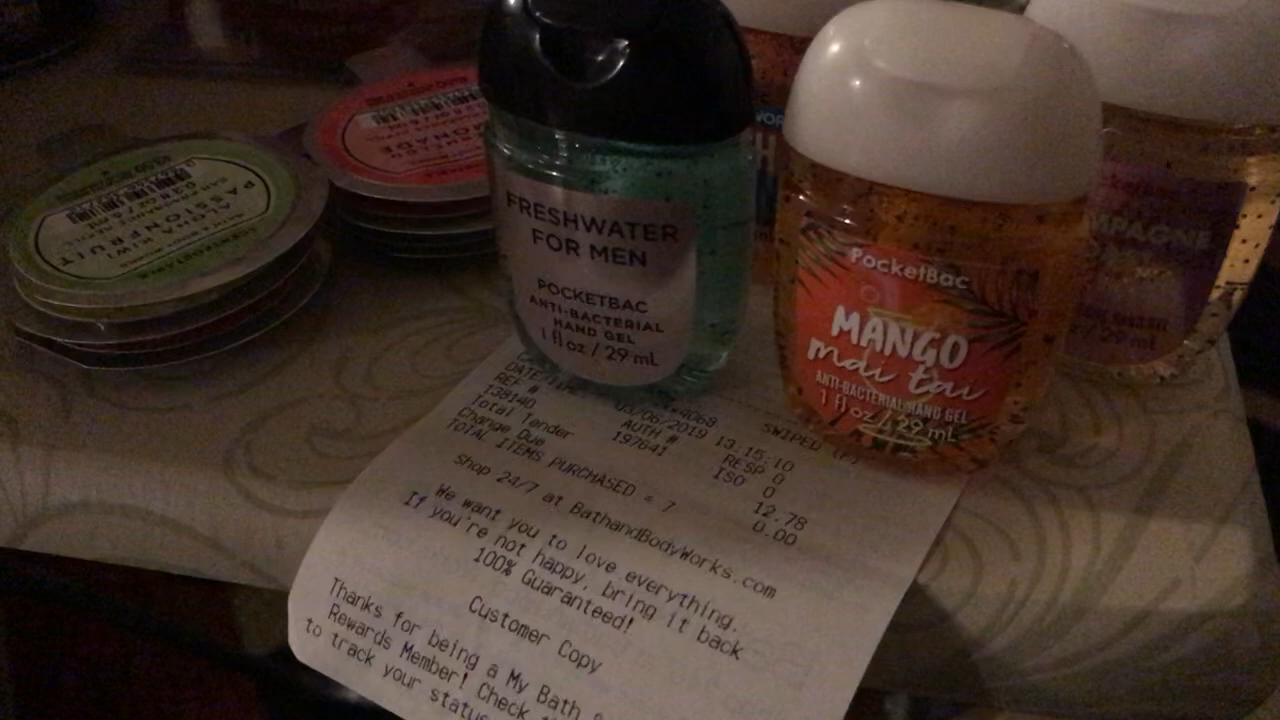 ALOHA KIWI
PASSIONFRUIT
FRESHWATER
FOR MEN
POCKETBAC
ANTI-BACTERIAL
HAND GEL
1 fl oz / 29 mL
PocketBac
MANGO
mai tai
ANTI-BACTERIAL HAND GEL
1 fl oz / 29 mL
4068 SWIPED
03/06/2019 13:15:10
REF # AUTH # RESP 0
138140 197641 ISO 0
Total Tender 12.78
Change Due 0.00
TOTAL ITEMS PURCHASED = 7
Shop 24/7 at BathandBodyWorks.com
We want you to love everything.
If you're not happy, bring it back
100% Guaranteed!
Customer Copy
Thanks for being a My Bath
Rewards Member! Check
to track your status